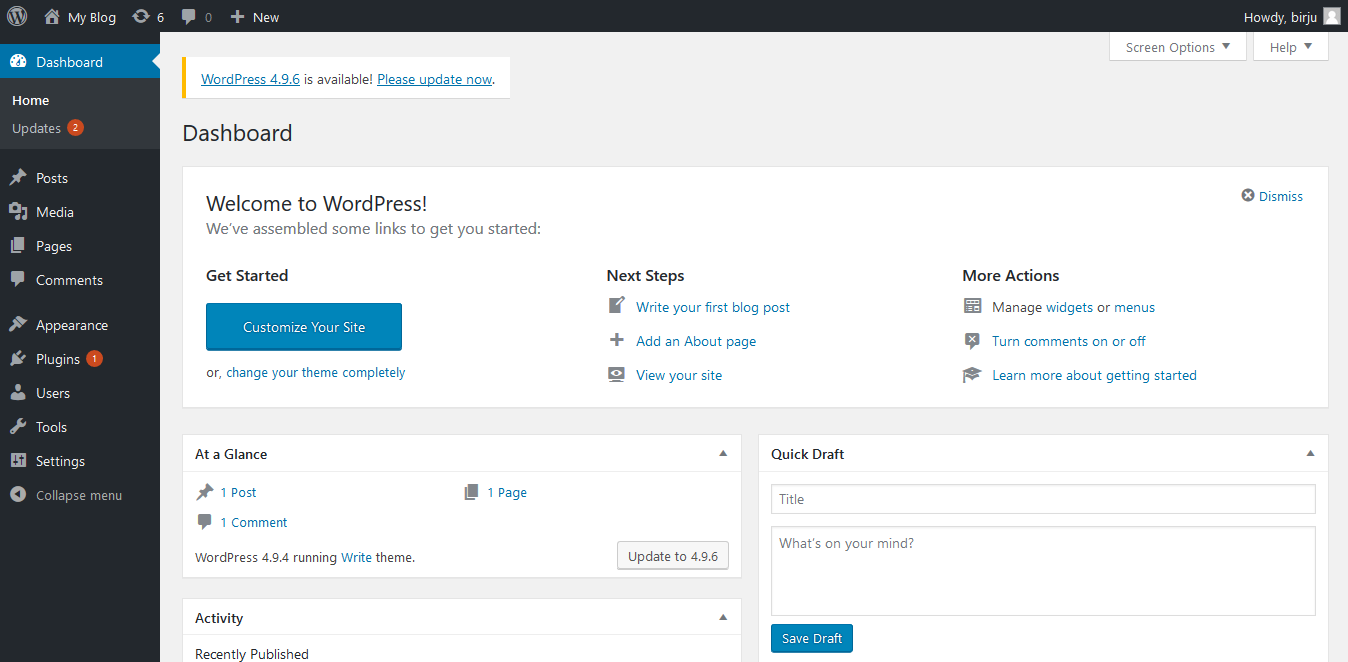 My Blog 6 0 New Howdy, birju
Screen Options Help
Dashboard
Home
Updates 2
Posts
Media
Pages
Comments
Appearance
Plugins 1
Users
Tools
Settings
Collapse menu
WordPress 4.9.6 is available! Please update now.
Dashboard
Welcome to WordPress!
We've assembled some links to get you started:
Dismiss
Get Started
Customize Your Site
or, change your theme completely
Next Steps
Write your first blog post
Add an About page
View your site
More Actions
Manage widgets or menus
Turn comments on or off
Learn more about getting started
At a Glance
1 Post 1 Page
1 Comment
WordPress 4.9.4 running Write theme. Update to 4.9.6
Activity
Recently Published
Quick Draft
Title
What's on your mind?
Save Draft